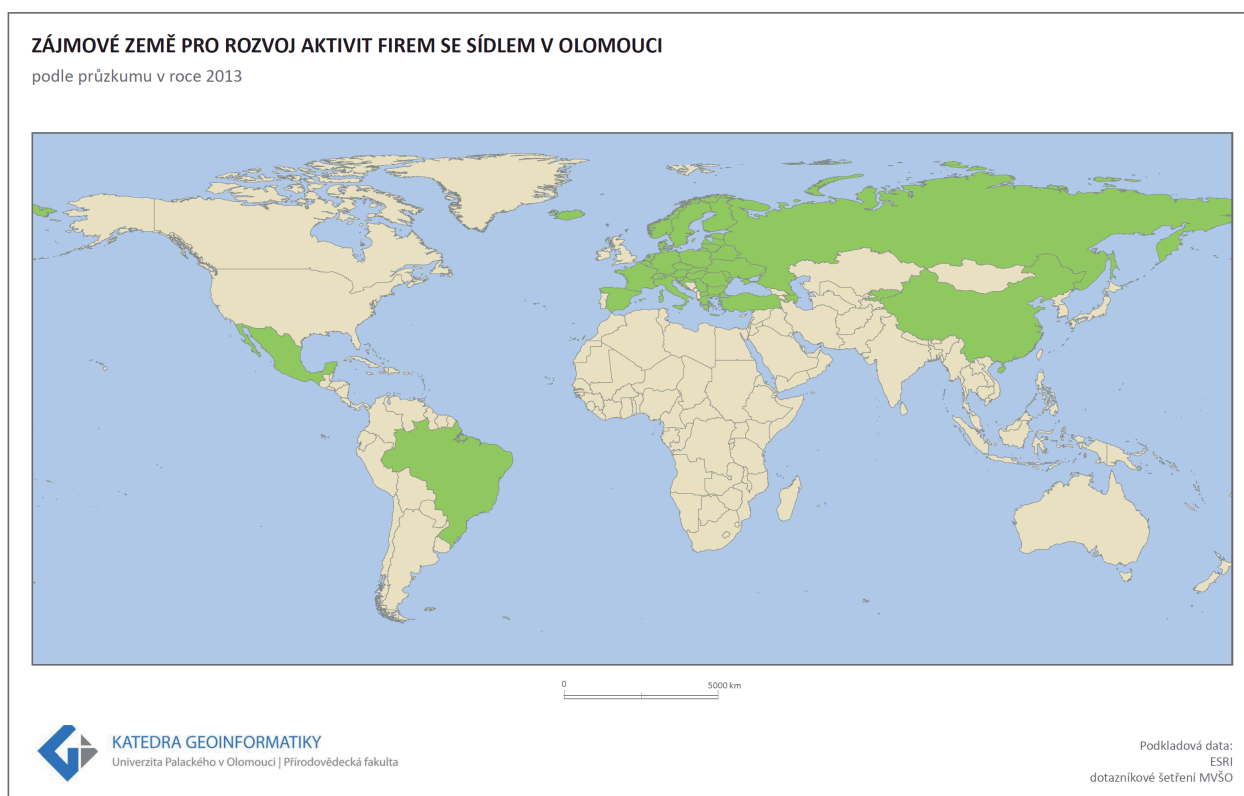 ZÁJMOVÉ ZEMĚ PRO ROZVOJ AKTIVIT FIREM SE SÍDLEM V OLOMOUCI
podle průzkumu v roce 2013
0 5000 km
KATEDRA GEOINFORMATIKY
Univerzita Palackého v Olomouci | Přírodovědecká fakulta
Podkladová data:
ESRI
dotazníkové šetření MVŠO